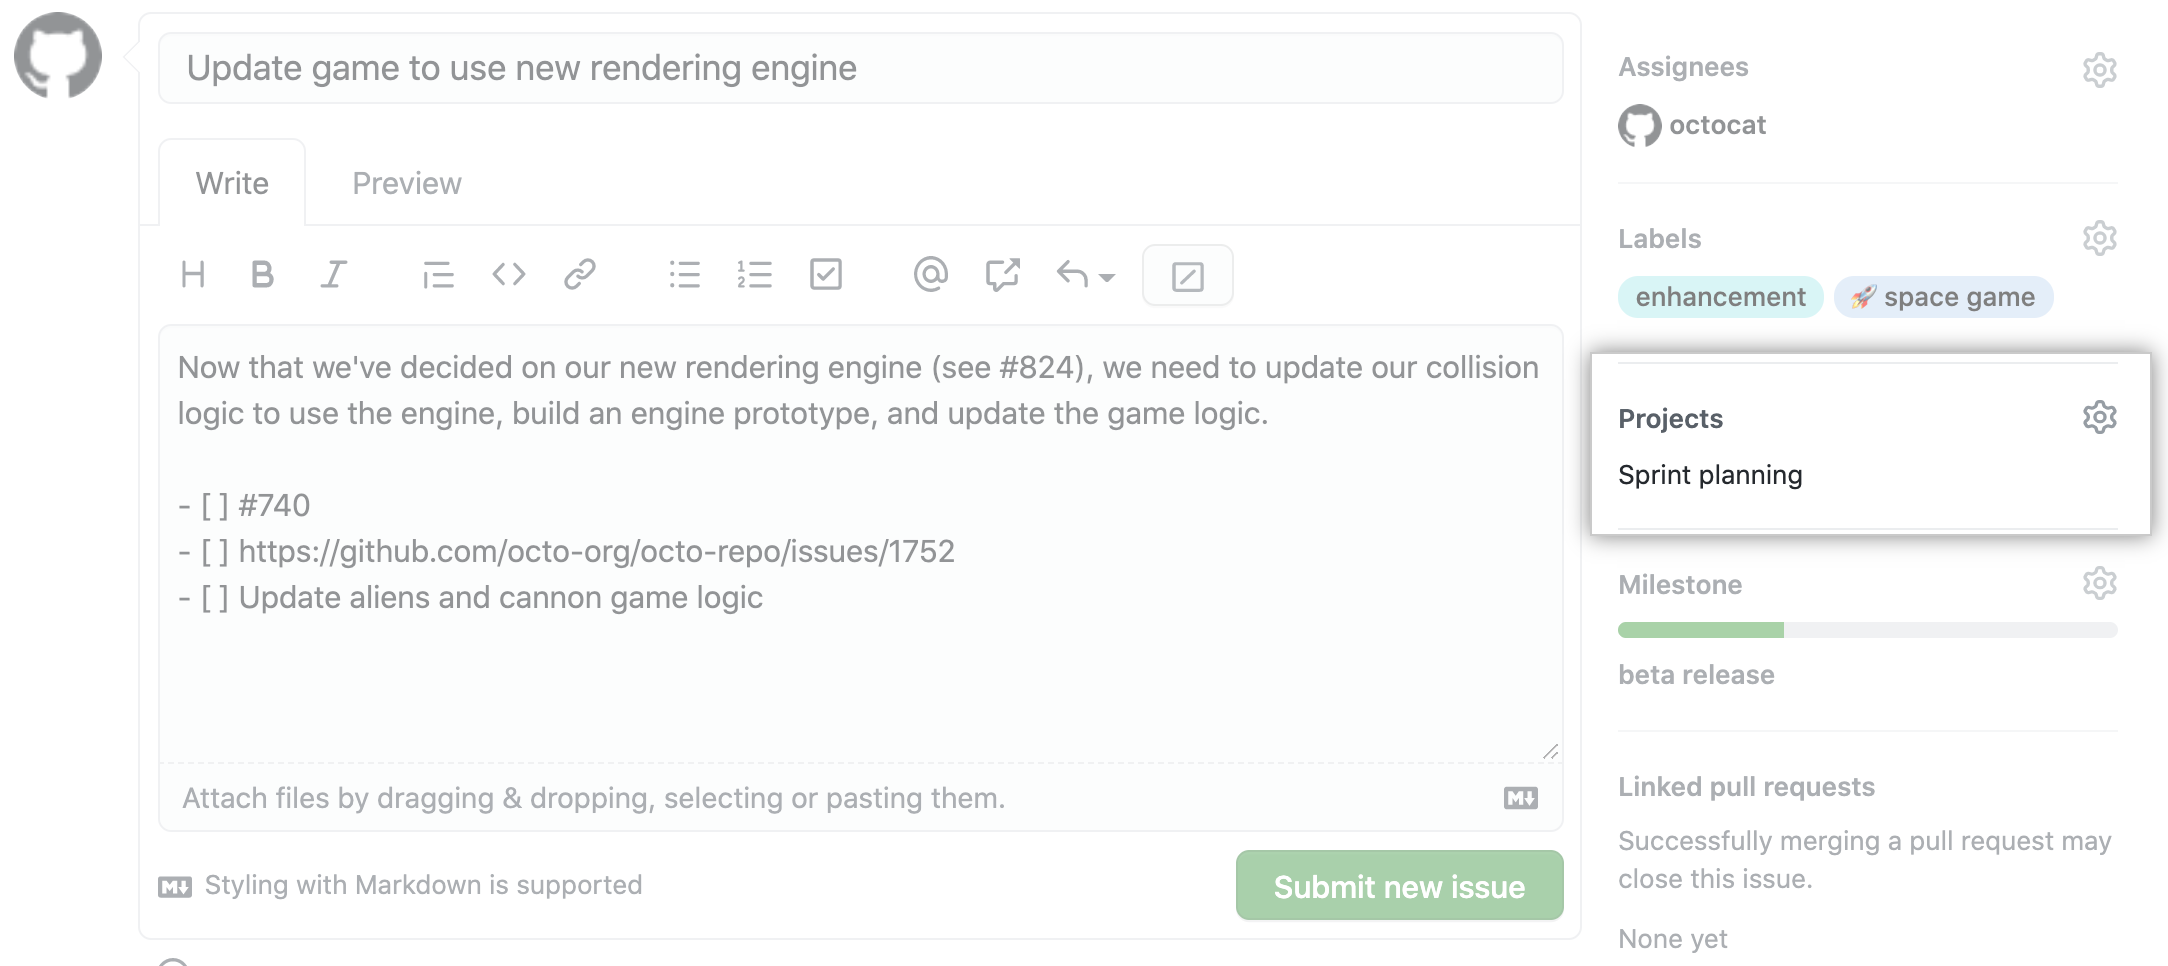 Update game to use new rendering engine
Write
Preview
Now that we've decided on our new rendering engine (see #824), we need to update our collision
logic to use the engine, build an engine prototype, and update the game logic.
- [ ] #740
- [ ] https://github.com/octo-org/octo-repo/issues/1752
- [ ] Update aliens and cannon game logic
Attach files by dragging & dropping, selecting or pasting them.
Styling with Markdown is supported
Submit new issue
Assignees
octocat
Labels
enhancement
🚀 space game
Projects
Sprint planning
Milestone
beta release
Linked pull requests
Successfully merging a pull request may
close this issue.
None yet